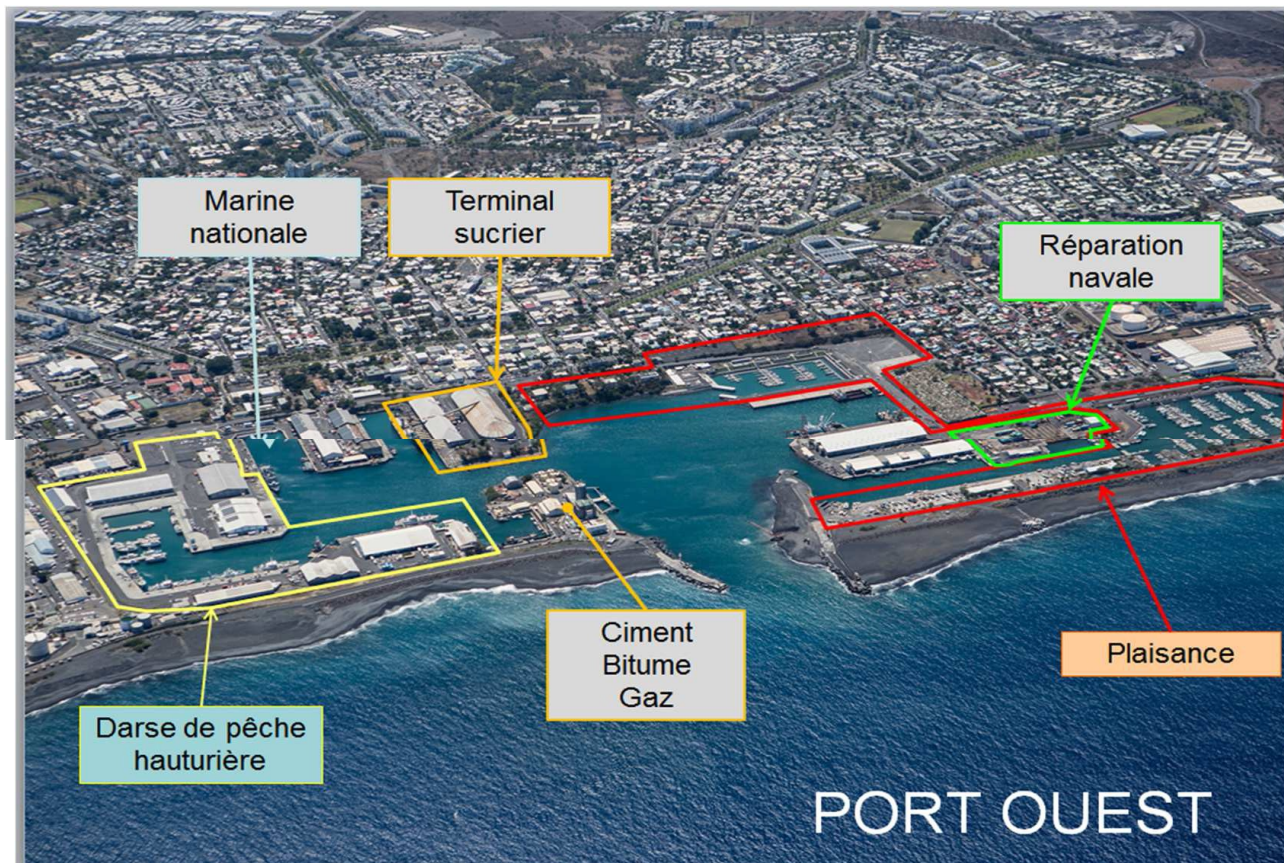 Marine
nationale
Terminal
sucrier
Réparation
navale
Ciment
Bitume
Gaz
Plaisance
Darse de pêche
hauturière
PORT OUEST